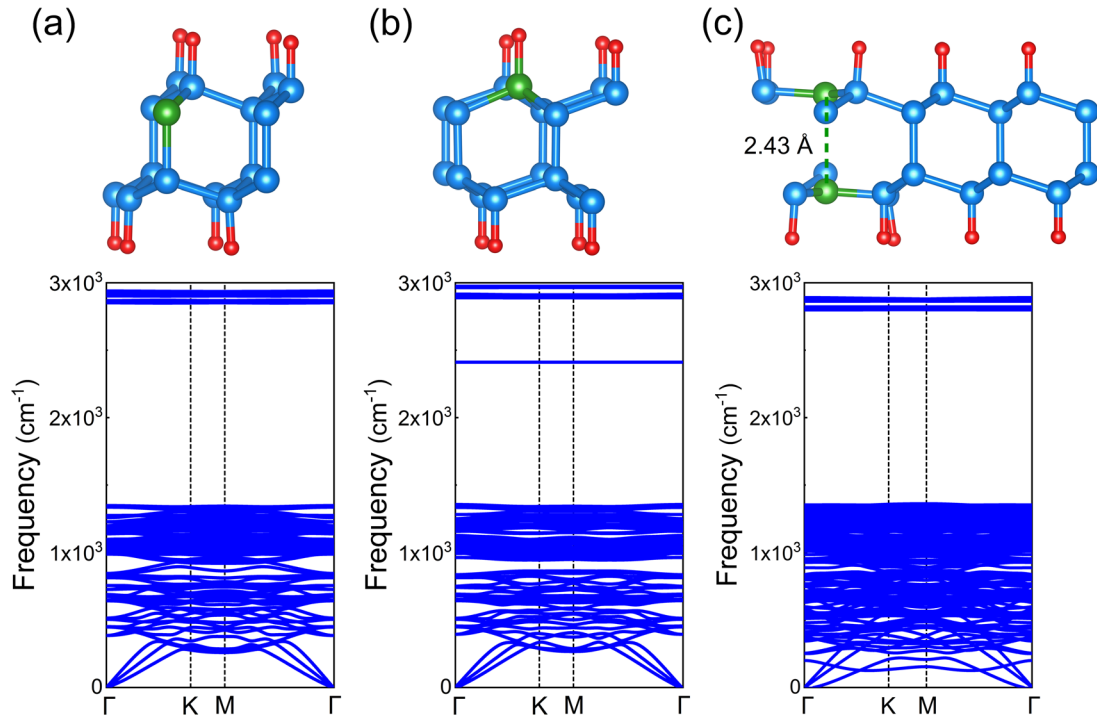 (a)
(b)
(c)
2.43 Å
3x10³
2x10³
1x10³
0
Frequency (cm⁻¹)
Γ K M Γ
3x10³
2x10³
1x10³
0
Frequency (cm⁻¹)
Γ K M Γ
3x10³
2x10³
1x10³
0
Frequency (cm⁻¹)
Γ K M Γ